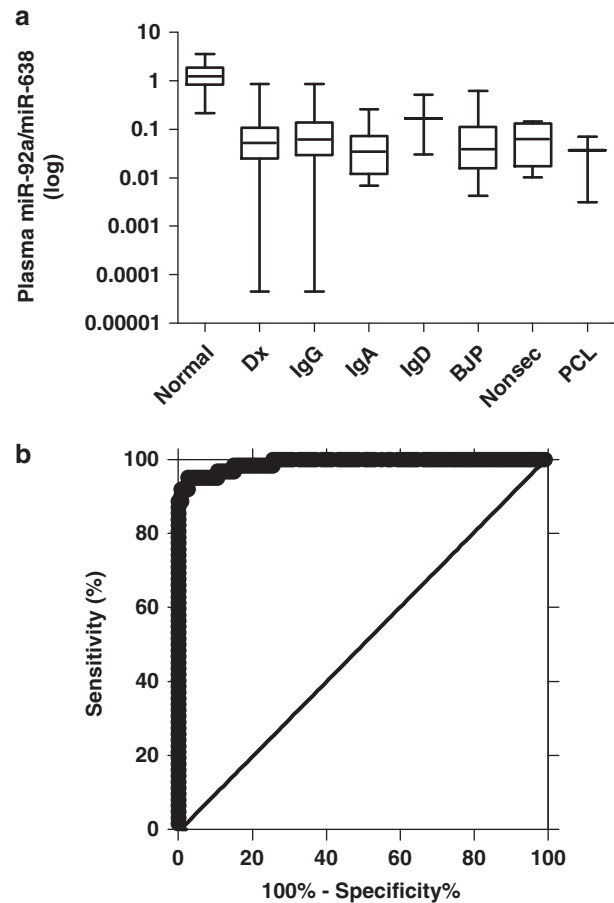 a
Plasma miR-92a/miR-638
(log)
10
1
0.1
0.01
0.001
0.0001
0.00001
Normal
Dx
IgG
IgA
IgD
BJP
Nonsec
PCL
b
Sensitivity (%)
100
80
60
40
20
0
0 20 40 60 80 100
100% - Specificity%